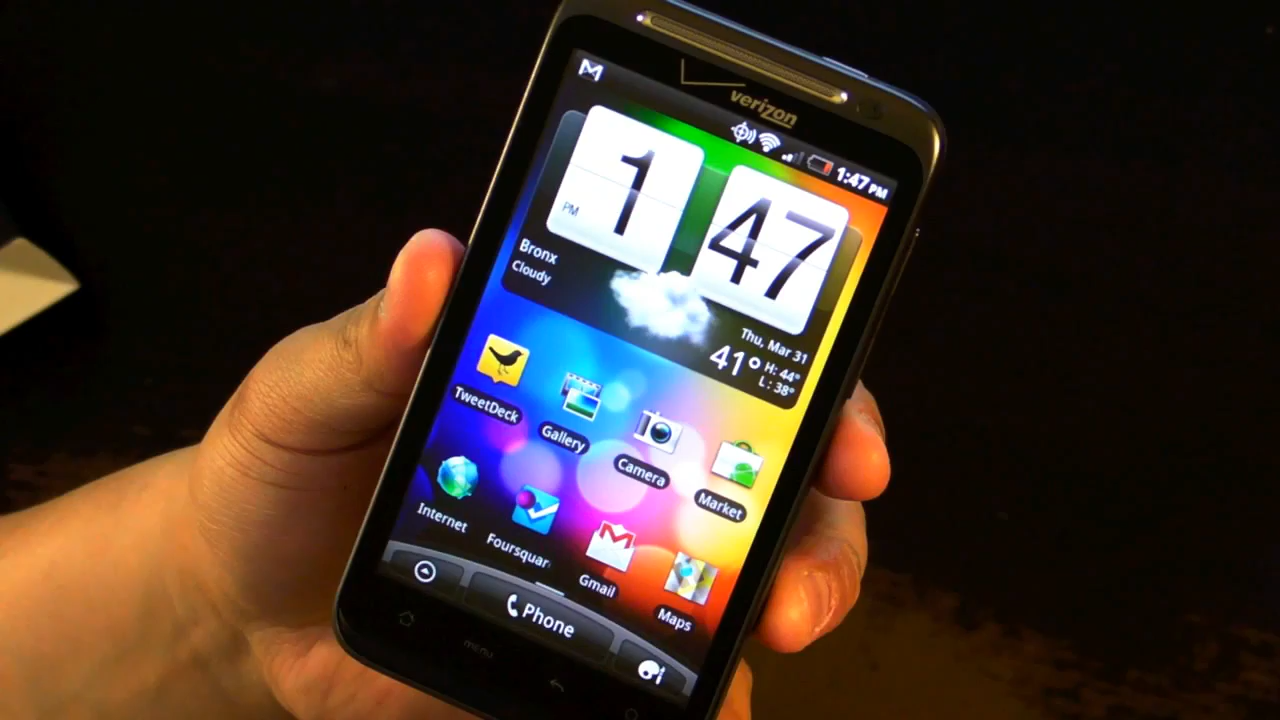 verizon
1:47 PM
1
47
PM
Bronx
Cloudy
Thu, Mar 31
41°
H: 44°
L: 38°
TweetDeck
Gallery
Camera
Market
Internet
Foursquar
Gmail
Maps
Phone
menu